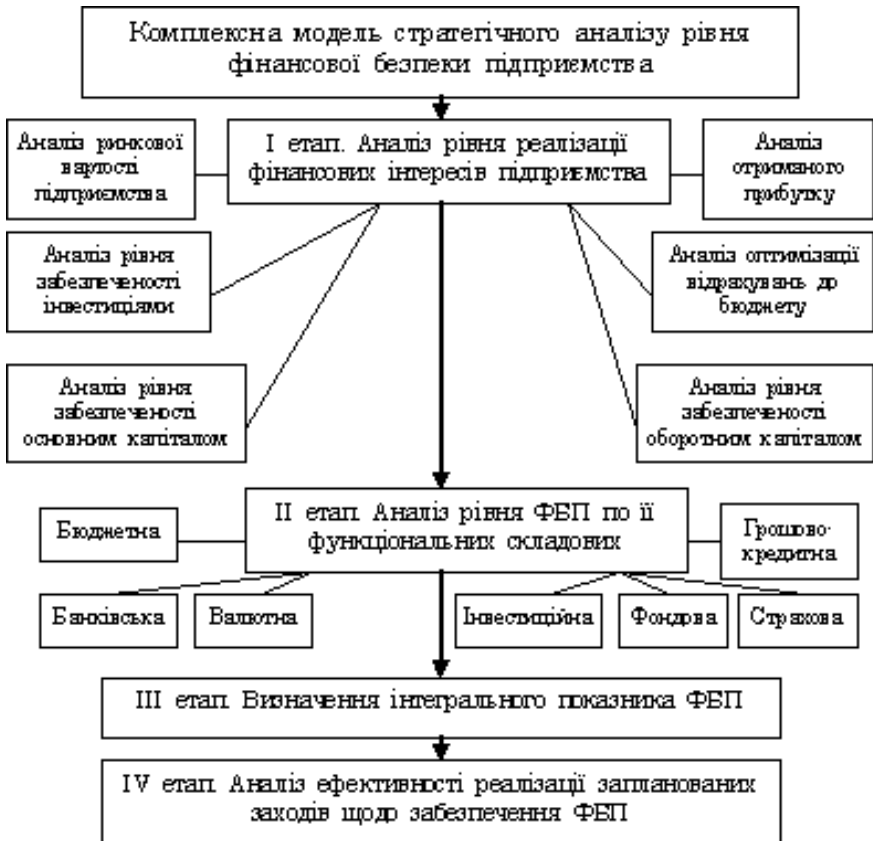 Комплексна модель стратегічного аналізу рівня
фінансової безпеки підприємства
Аналіз ринкової
вартості
підприємства
І етап. Аналіз рівня реалізації
фінансових інтересів підприємства
Аналіз
отриманого
прибутку
Аналіз рівня
забезпеченості
інвестиціями
Аналіз оптимізації
відрахувань до
бюджету
Аналіз рівня
забезпеченості
основним капіталом
Аналіз рівня
забезпеченості
оборотним капіталом
ІІ етап. Аналіз рівня ФБП по її
функціональних складових
Бюджетна
Грошово-
кредитна
Банківська
Валютна
Інвестиційна
Фондова
Страхова
ІІІ етап. Визначення інтегрального показника ФБП
IV етап. Аналіз ефективності реалізації запланованих
заходів щодо забезпечення ФБП